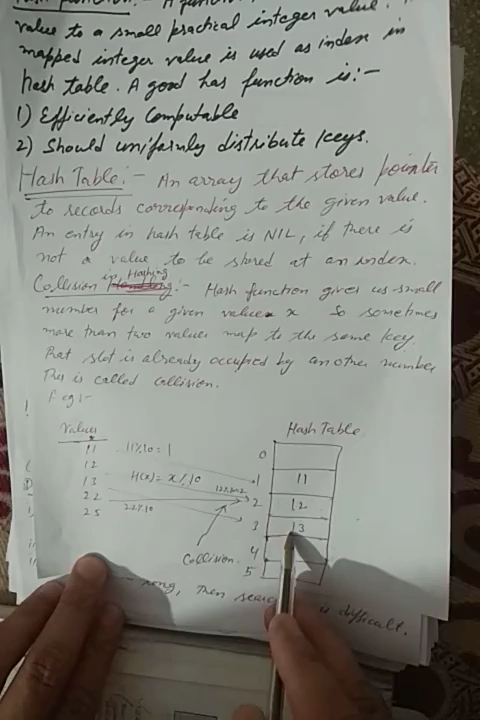 value to a small practical integer value.
mapped integer value is used as index in
hash table. A good has function is:-
1) Efficiently Computable
2) Should uniformly distribute keys.
Hash Table:- An array that stores pointer
to records corresponding to the given value.
An entry in hash table is NIL, if there is
not a value to be stored at an index.
Collision in Hashing:- Hash function gives us small
number for a given value x So sometimes
more than two values map to the same key.
that slot is already occupied by another number
This is called Collision.
eg:-
Values
11
12
13
22
25
11%10 = 1
H(x) = x%10
12%10=2
22%10
Collision.
Hash Table
0
1 11
2 12
3 13
4
5
long, then is difficult.